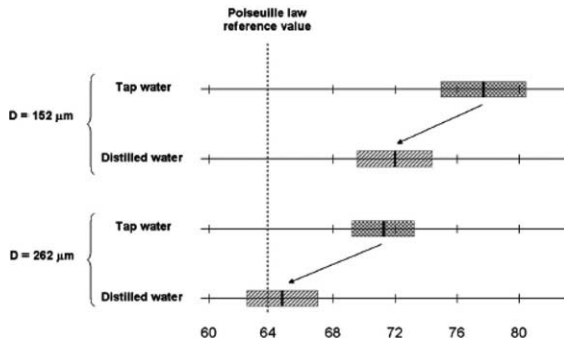 Poiseuille law
reference value
Tap water
D = 152 μm
Distilled water
Tap water
D = 262 μm
Distilled water
60 64 68 72 76 80